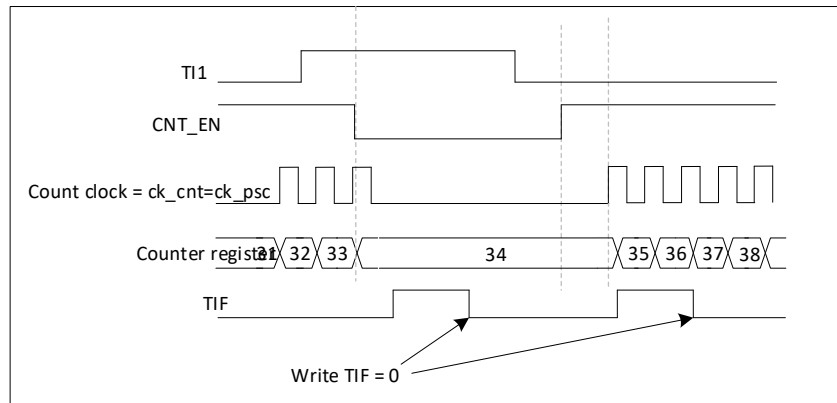 TI1
CNT_EN
Count clock = ck_cnt=ck_psc
Counter register 31 32 33 34 35 36 37 38
TIF
Write TIF = 0